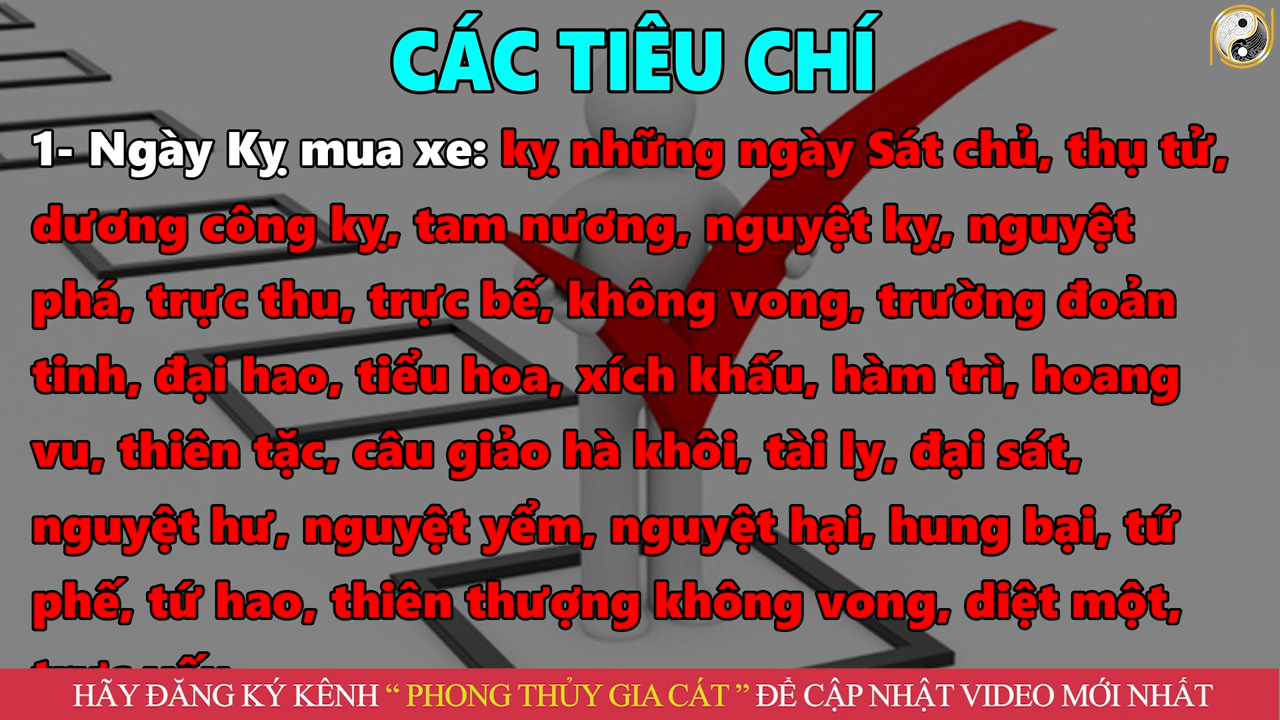 CÁC TIÊU CHÍ
1- Ngày Kỵ mua xe: kỵ những ngày Sát chủ, thụ tử,
dương công kỵ, tam nương, nguyệt kỵ, nguyệt
phá, trực thu, trực bế, không vong, trường đoản
tinh, đại hao, tiểu hoa, xích khấu, hàm trì, hoang
vu, thiên tặc, câu giảo hà khôi, tài ly, đại sát,
nguyệt hư, nguyệt yểm, nguyệt hại, hung bại, tứ
phế, tứ hao, thiên thượng không vong, diệt một,
HÃY ĐĂNG KÝ KÊNH “ PHONG THỦY GIA CÁT ” ĐỂ CẬP NHẬT VIDEO MỚI NHẤT